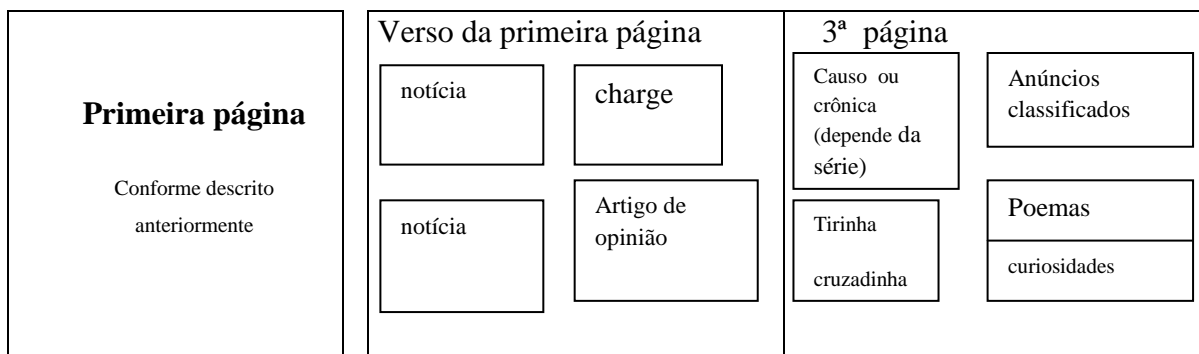 Primeira página
Conforme descrito
anteriormente
Verso da primeira página
notícia
charge
notícia
Artigo de
opinião
3ª página
Causo ou
crônica
(depende da
série)
Anúncios
classificados
Tirinha
cruzadinha
Poemas
curiosidades